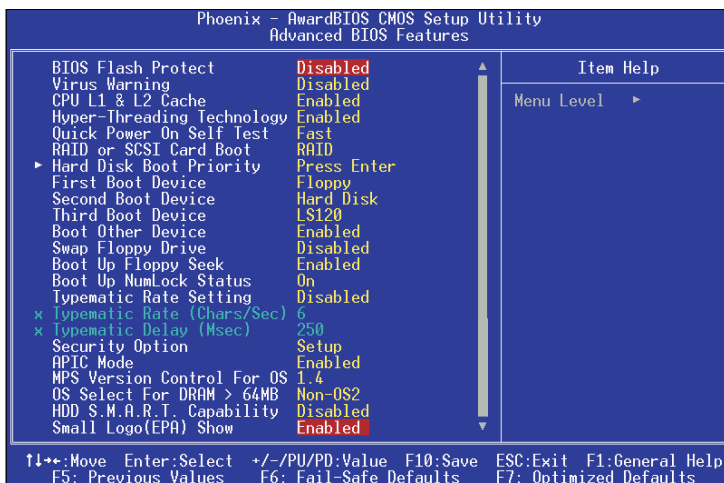 Phoenix - AwardBIOS CMOS Setup Utility
Advanced BIOS Features
BIOS Flash Protect Disabled
Virus Warning Disabled
CPU L1 & L2 Cache Enabled
Hyper-Threading Technology Enabled
Quick Power On Self Test Fast
RAID or SCSI Card Boot RAID
▶ Hard Disk Boot Priority Press Enter
First Boot Device Floppy
Second Boot Device Hard Disk
Third Boot Device LS120
Boot Other Device Enabled
Swap Floppy Drive Disabled
Boot Up Floppy Seek Enabled
Boot Up NumLock Status On
Typematic Rate Setting Disabled
x Typematic Rate (Chars/Sec) 6
x Typematic Delay (Msec) 250
Security Option Setup
APIC Mode Enabled
MPS Version Control For OS 1.4
OS Select For DRAM > 64MB Non-OS2
HDD S.M.A.R.T. Capability Disabled
Small Logo(EPA) Show Enabled
Item Help
Menu Level ▶
↑↓→←:Move Enter:Select +/-/PU/PD:Value F10:Save ESC:Exit F1:General Help
F5: Previous Values F6: Fail-Safe Defaults F7: Optimized Defaults